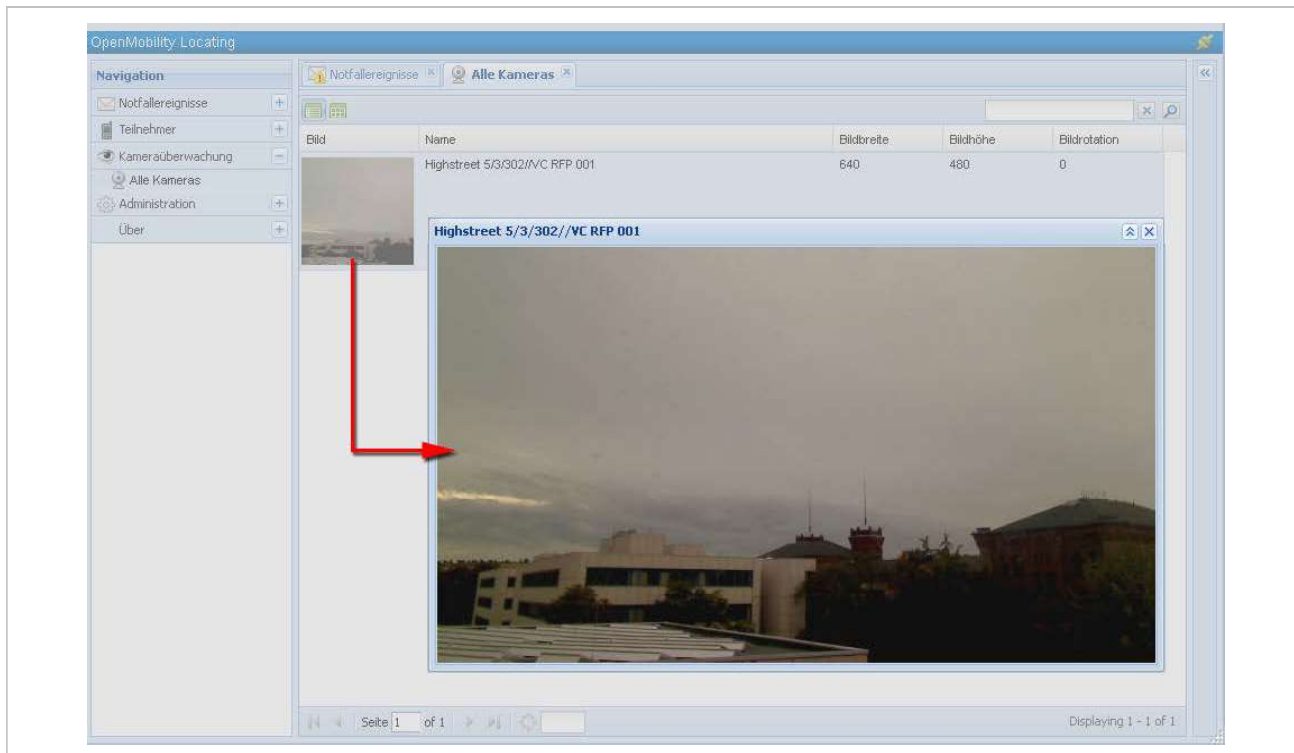 OpenMobility Locating
Navigation
Notfallereignisse
Teilnehmer
Kameraüberwachung
Alle Kameras
Administration
Über
Notfallereignisse Alle Kameras
Bild Name Bildbreite Bildhöhe Bildrotation
Highstreet 5/3/302//VC RFP 001 640 480 0
Highstreet 5/3/302//VC RFP 001
Seite 1 of 1 Displaying 1 - 1 of 1